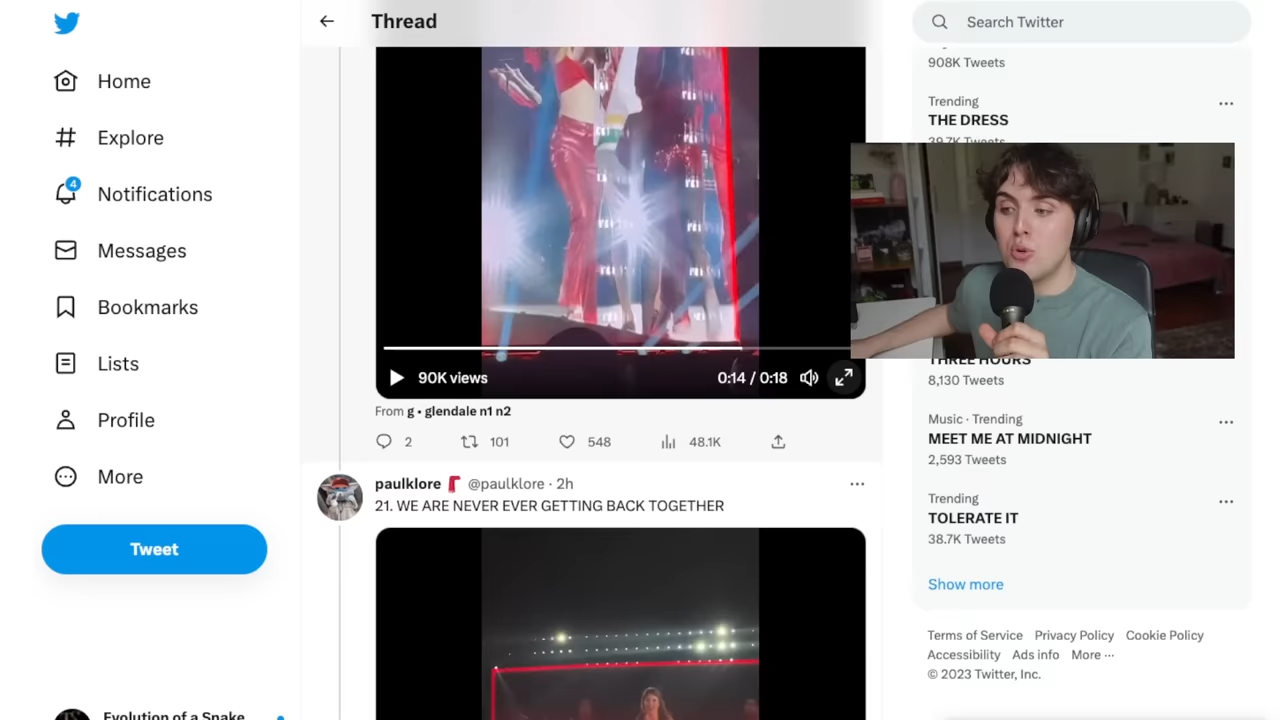 Home
Explore
4
Notifications
Messages
Bookmarks
Lists
Profile
More
Tweet
Evolution of a Snake
Thread
90K views
0:14 / 0:18
From g • glendale n1 n2
2
101
548
48.1K
paulklore @paulklore · 2h
21. WE ARE NEVER EVER GETTING BACK TOGETHER
Search Twitter
908K Tweets
Trending
THE DRESS
39.7K Tweets
THREE HOURS
8,130 Tweets
Music · Trending
MEET ME AT MIDNIGHT
2,593 Tweets
Trending
TOLERATE IT
38.7K Tweets
Show more
Terms of Service Privacy Policy Cookie Policy
Accessibility Ads info More ···
© 2023 Twitter, Inc.